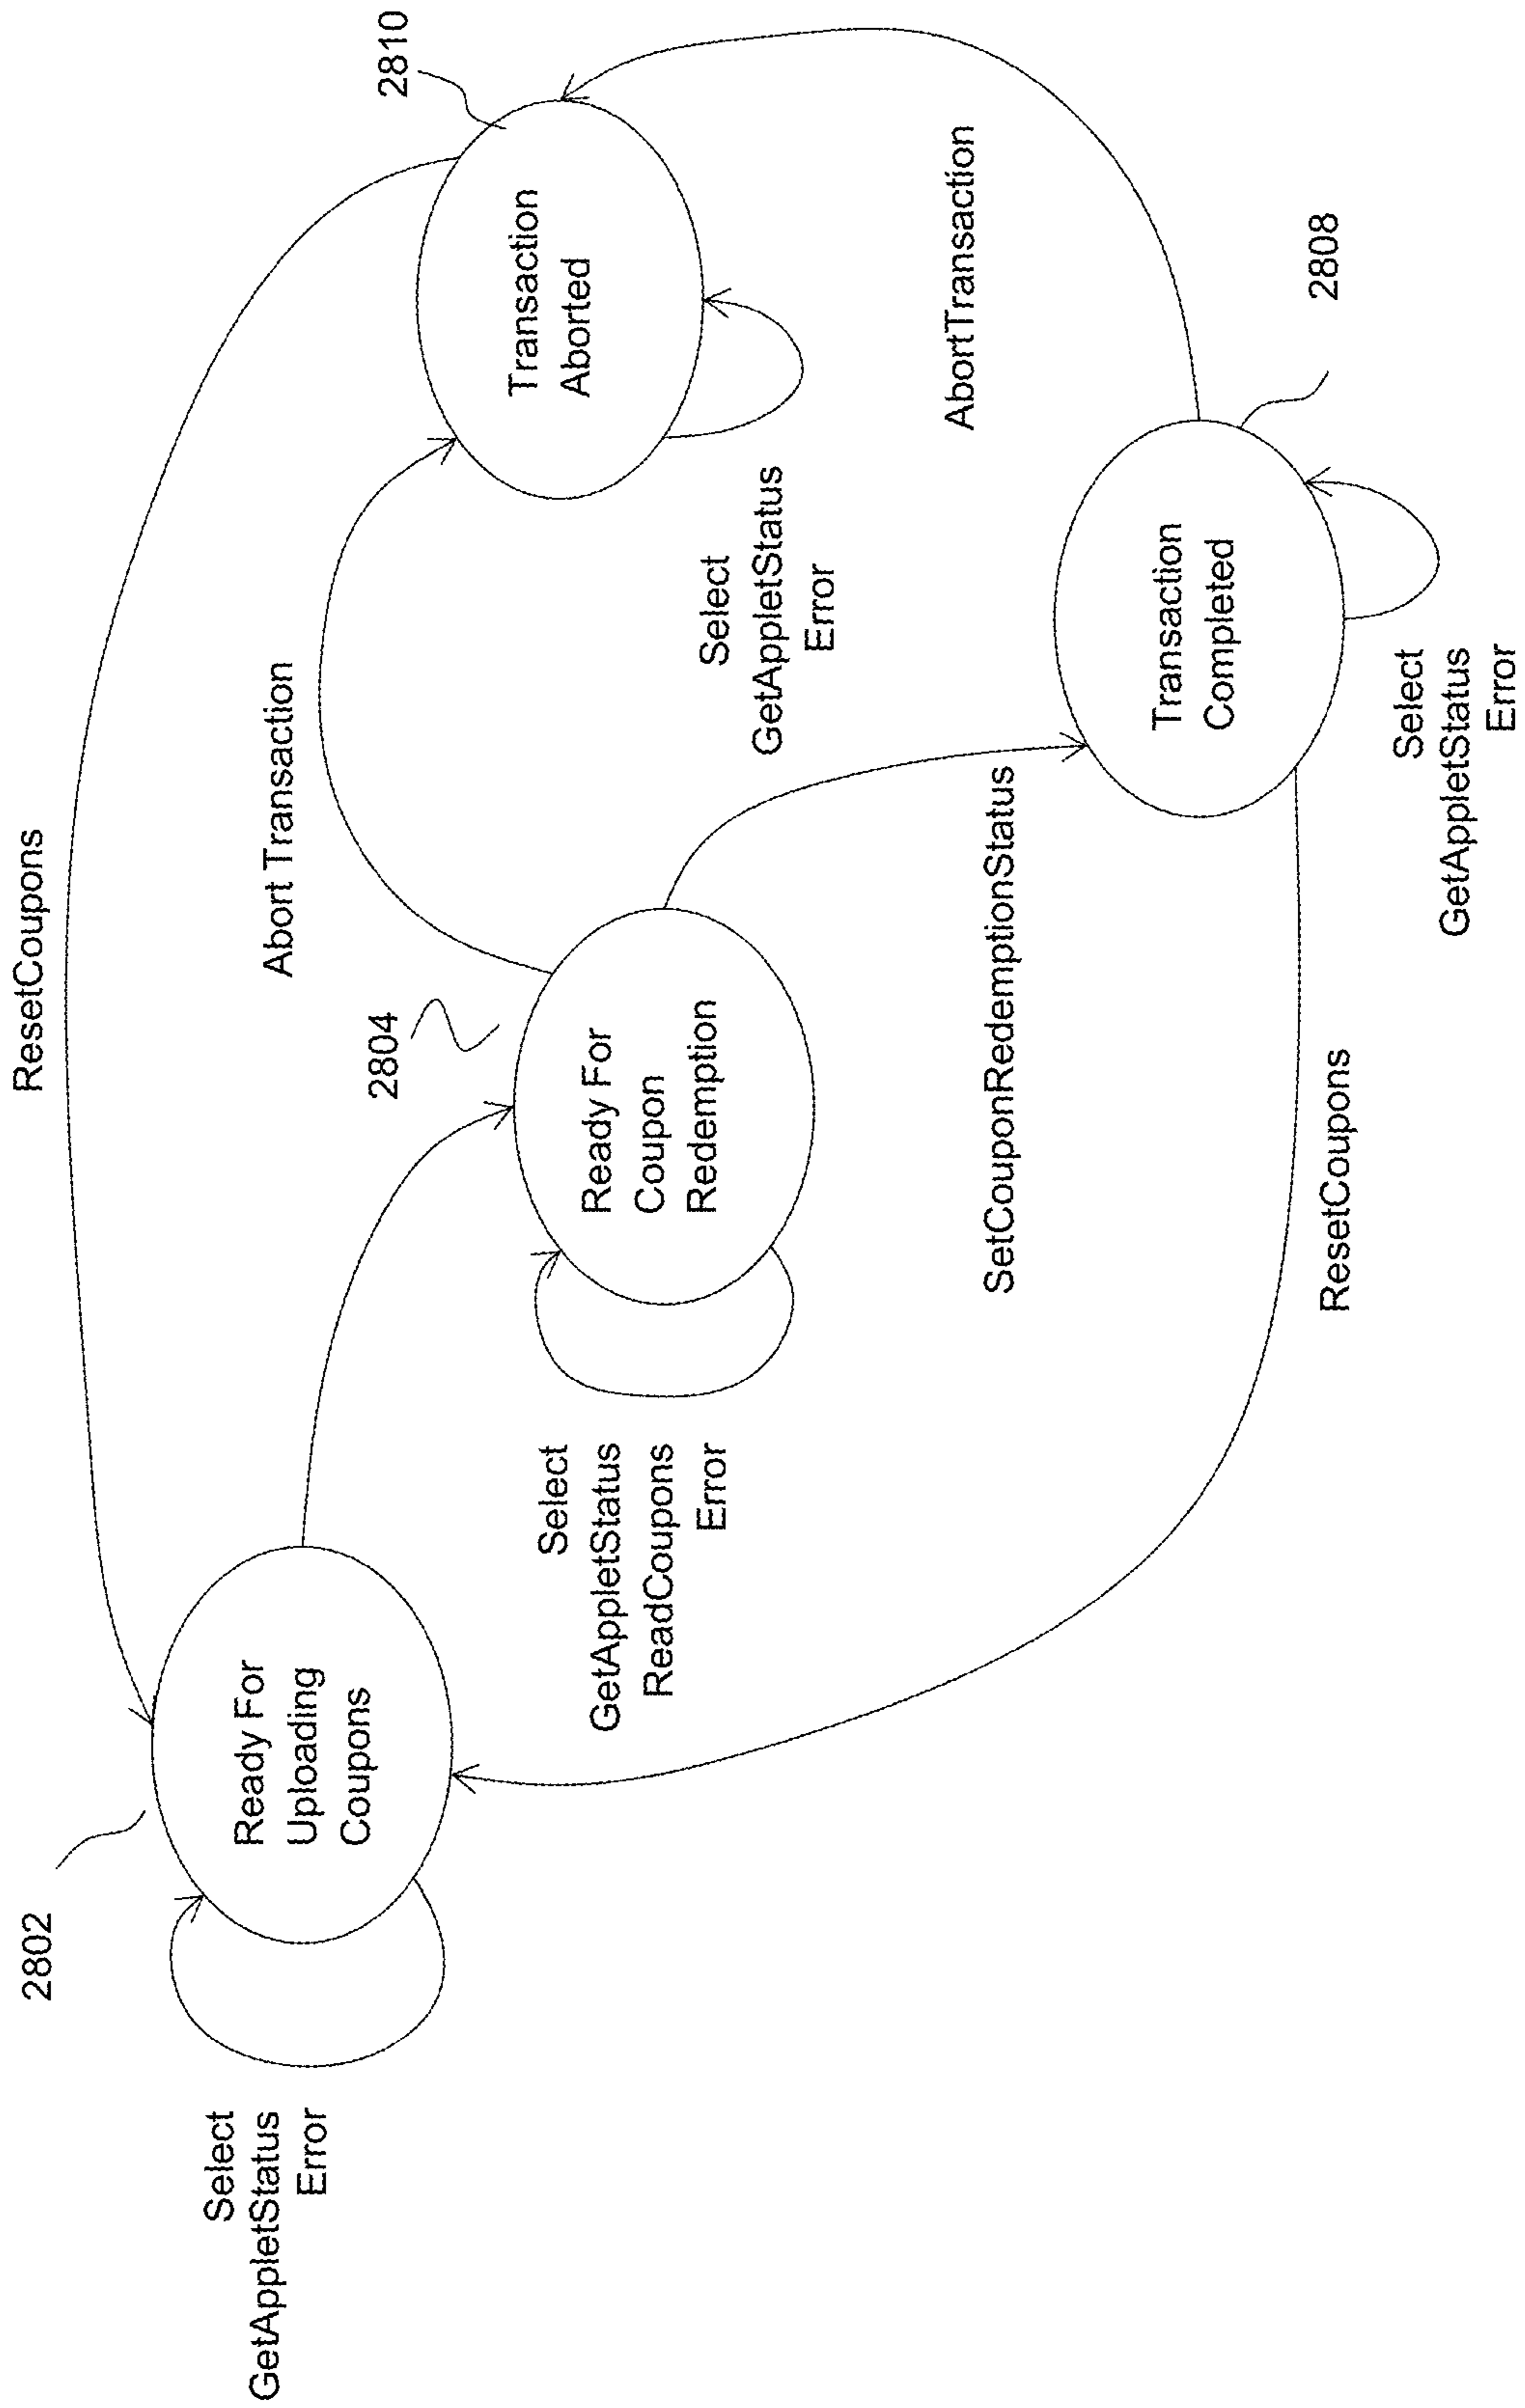 2802
Select
GetAppletStatus
Error
Ready For
Uploading
Coupons
ResetCoupons
2804
Ready For
Coupon
Redemption
Select
GetAppletStatus
ReadCoupons
Error
Abort Transaction
2810
Transaction
Aborted
Select
GetAppletStatus
Error
SetCouponRedemptionStatus
AbortTransaction
2808
Transaction
Completed
Select
GetAppletStatus
Error
ResetCoupons